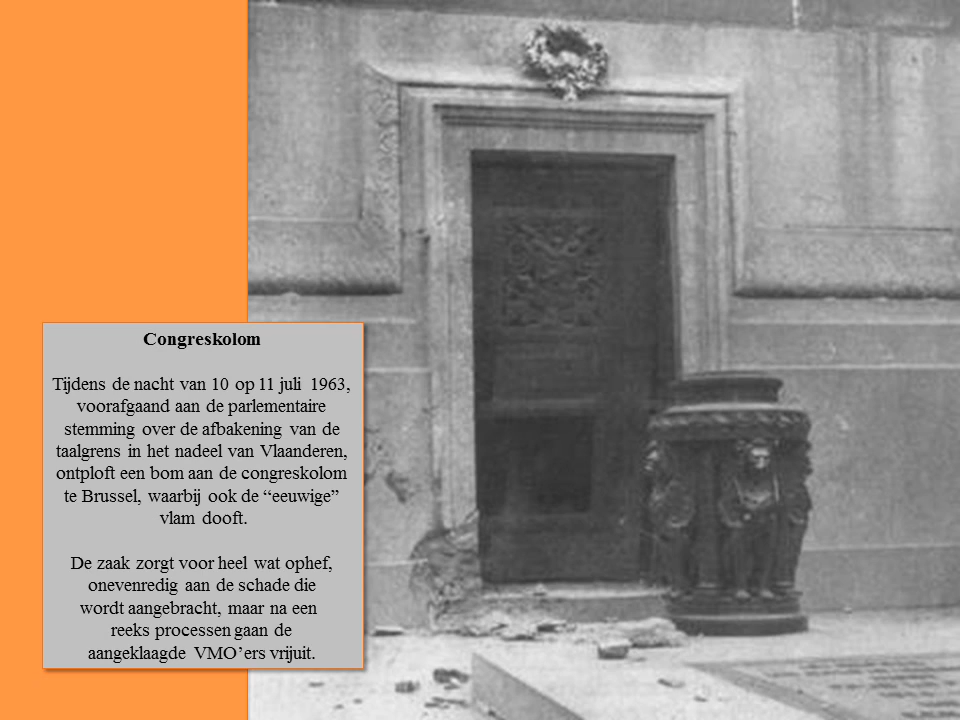 Congreskolom
Tijdens de nacht van 10 op 11 juli 1963,
voorafgaand aan de parlementaire
stemming over de afbakening van de
taalgrens in het nadeel van Vlaanderen,
ontploft een bom aan de congreskolom
te Brussel, waarbij ook de “eeuwige”
vlam dooft.
De zaak zorgt voor heel wat ophef,
onevenredig aan de schade die
wordt aangebracht, maar na een
reeks processen gaan de
aangeklaagde VMO’ers vrijuit.